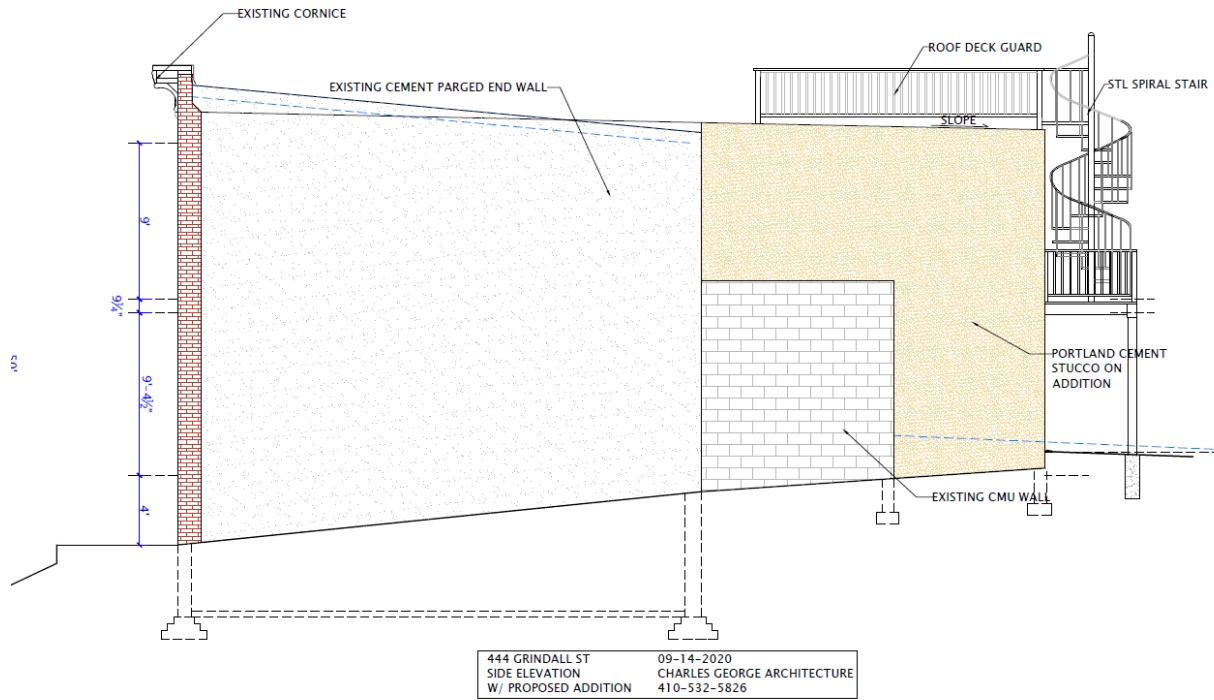 EXISTING CORNICE
ROOF DECK GUARD
EXISTING CEMENT PARGED END WALL
STL SPIRAL STAIR
SLOPE
9'
9¼"
50'
9'-4½"
PORTLAND CEMENT
STUCCO ON
ADDITION
4'
EXISTING CMU WALL
444 GRINDALL ST 09-14-2020
SIDE ELEVATION CHARLES GEORGE ARCHITECTURE
W/ PROPOSED ADDITION 410-532-5826